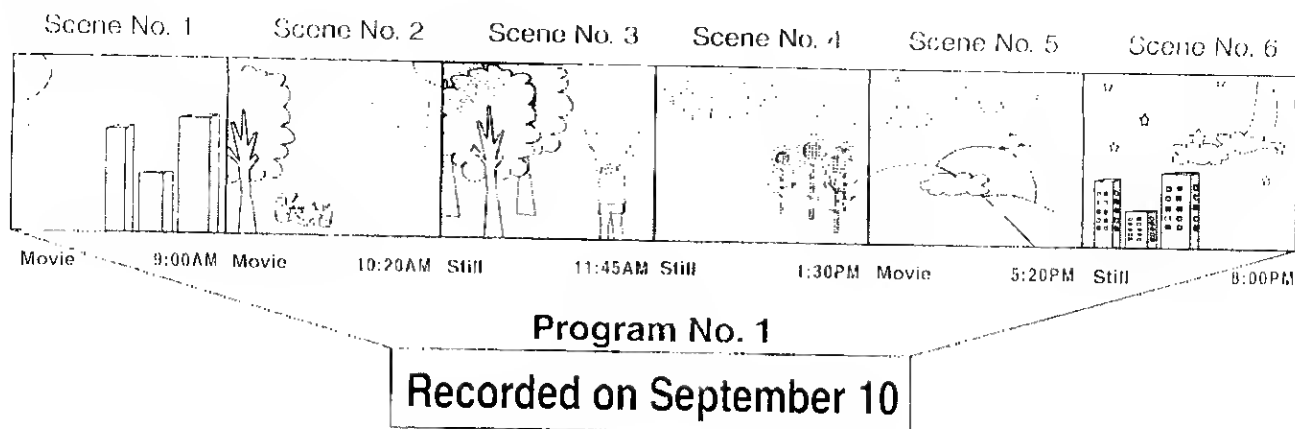 Scene No. 1 Scene No. 2 Scene No. 3 Scene No. 4 Scene No. 5 Scene No. 6
Movie 9:00AM Movie 10:20AM Still 11:45AM Still 1:30PM Movie 5:20PM Still 8:00PM
Program No. 1
Recorded on September 10